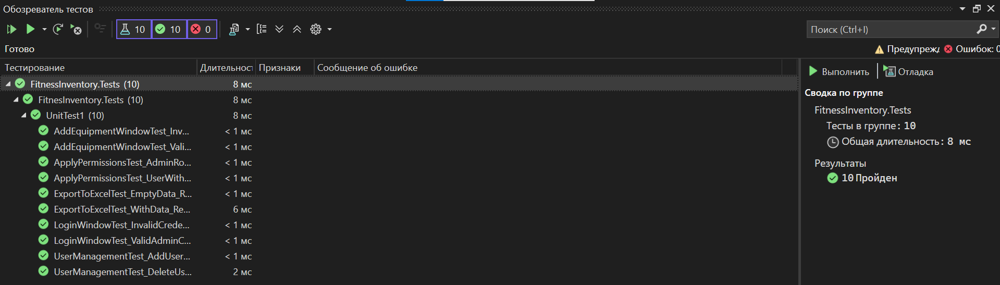 Обозреватель тестов
10 10 0
Поиск (Ctrl+I)
Готово
Предупрежд Ошибок: 0
Тестирование Длительност Признаки Сообщение об ошибке
FitnessInventory.Tests (10) 8 мс
FitnesInventory.Tests (10) 8 мс
UnitTest1 (10) 8 мс
AddEquipmentWindowTest_Inv... < 1 мс
AddEquipmentWindowTest_Vali... < 1 мс
ApplyPermissionsTest_AdminRo... < 1 мс
ApplyPermissionsTest_UserWith... < 1 мс
ExportToExcelTest_EmptyData_R... < 1 мс
ExportToExcelTest_WithData_Re... 6 мс
LoginWindowTest_InvalidCrede... < 1 мс
LoginWindowTest_ValidAdminC... < 1 мс
UserManagementTest_AddUser... < 1 мс
UserManagementTest_DeleteUs... 2 мс
Выполнить Отладка
Сводка по группе
FitnessInventory.Tests
Тесты в группе: 10
Общая длительность: 8 мс
Результаты
10 Пройден